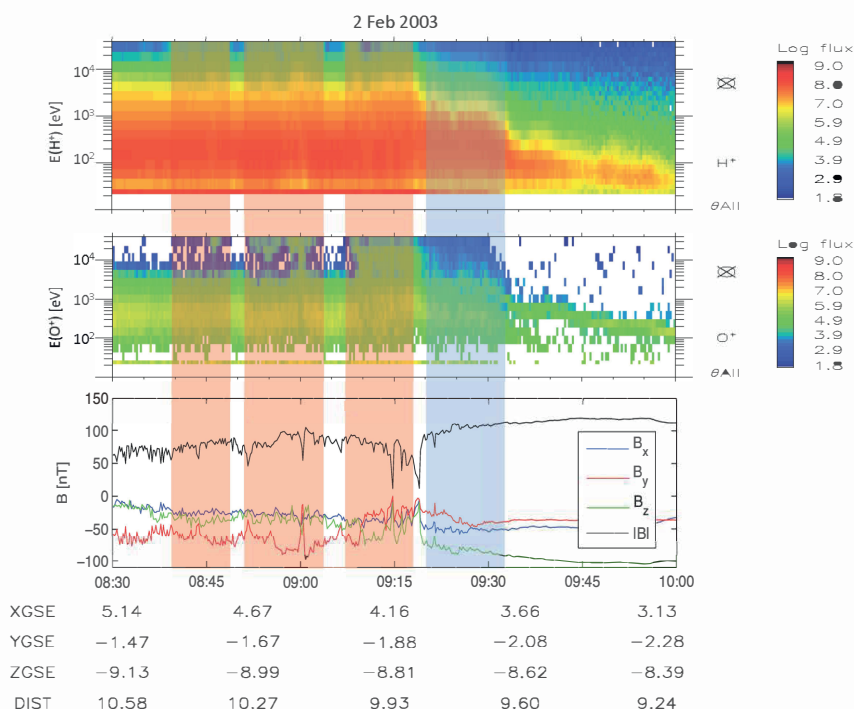 2 Feb 2003
Log flux
9.0
8.0
7.0
5.9
4.9
3.9
2.9
1.8
E(H⁺) [eV]
10⁴
10³
10²
H⁺
θAll
Log flux
9.0
8.0
7.0
5.9
4.9
3.9
2.9
1.8
E(O⁺) [eV]
10⁴
10³
10²
O⁺
θAll
B [nT]
150
100
50
0
−50
−100
Bₓ
B_y
B_z
|B|
08:30 08:45 09:00 09:15 09:30 09:45 10:00
XGSE 5.14 4.67 4.16 3.66 3.13
YGSE −1.47 −1.67 −1.88 −2.08 −2.28
ZGSE −9.13 −8.99 −8.81 −8.62 −8.39
DIST 10.58 10.27 9.93 9.60 9.24